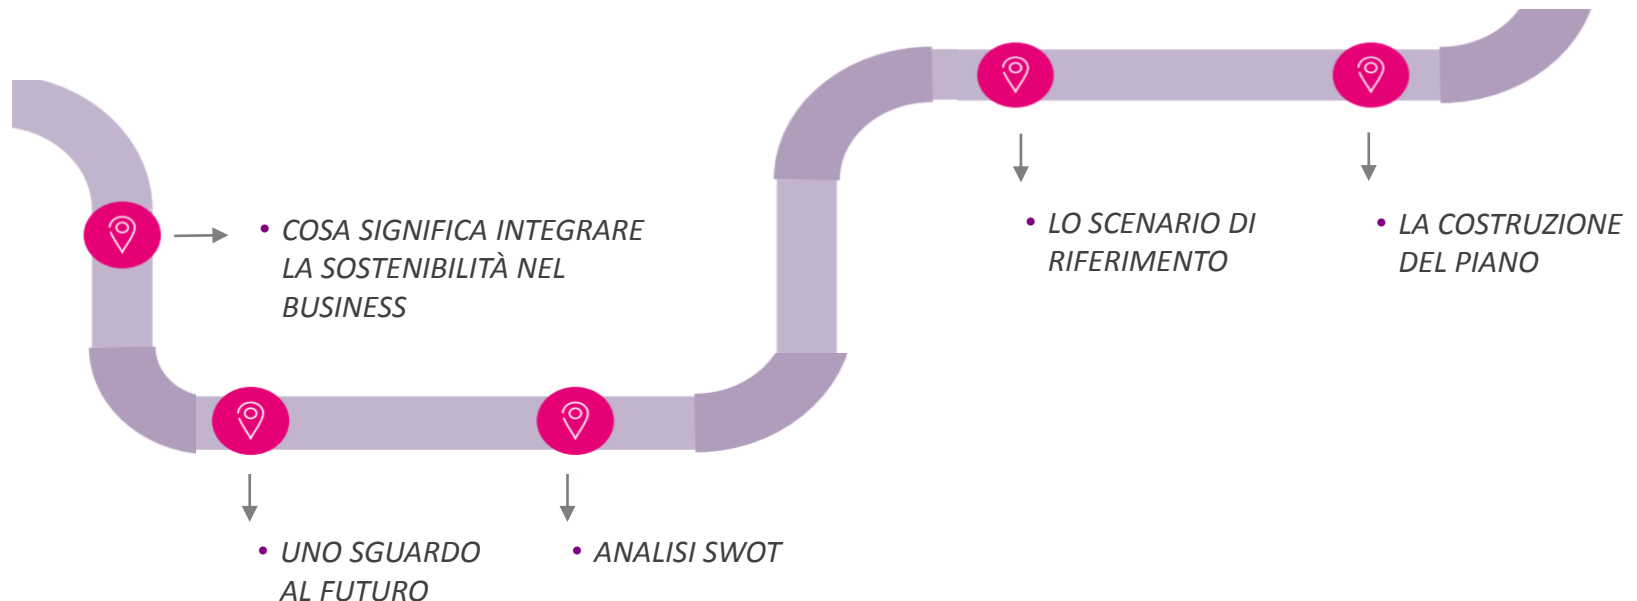 • COSA SIGNIFICA INTEGRARE
LA SOSTENIBILITÀ NEL
BUSINESS
• UNO SGUARDO
AL FUTURO
• ANALISI SWOT
• LO SCENARIO DI
RIFERIMENTO
• LA COSTRUZIONE
DEL PIANO